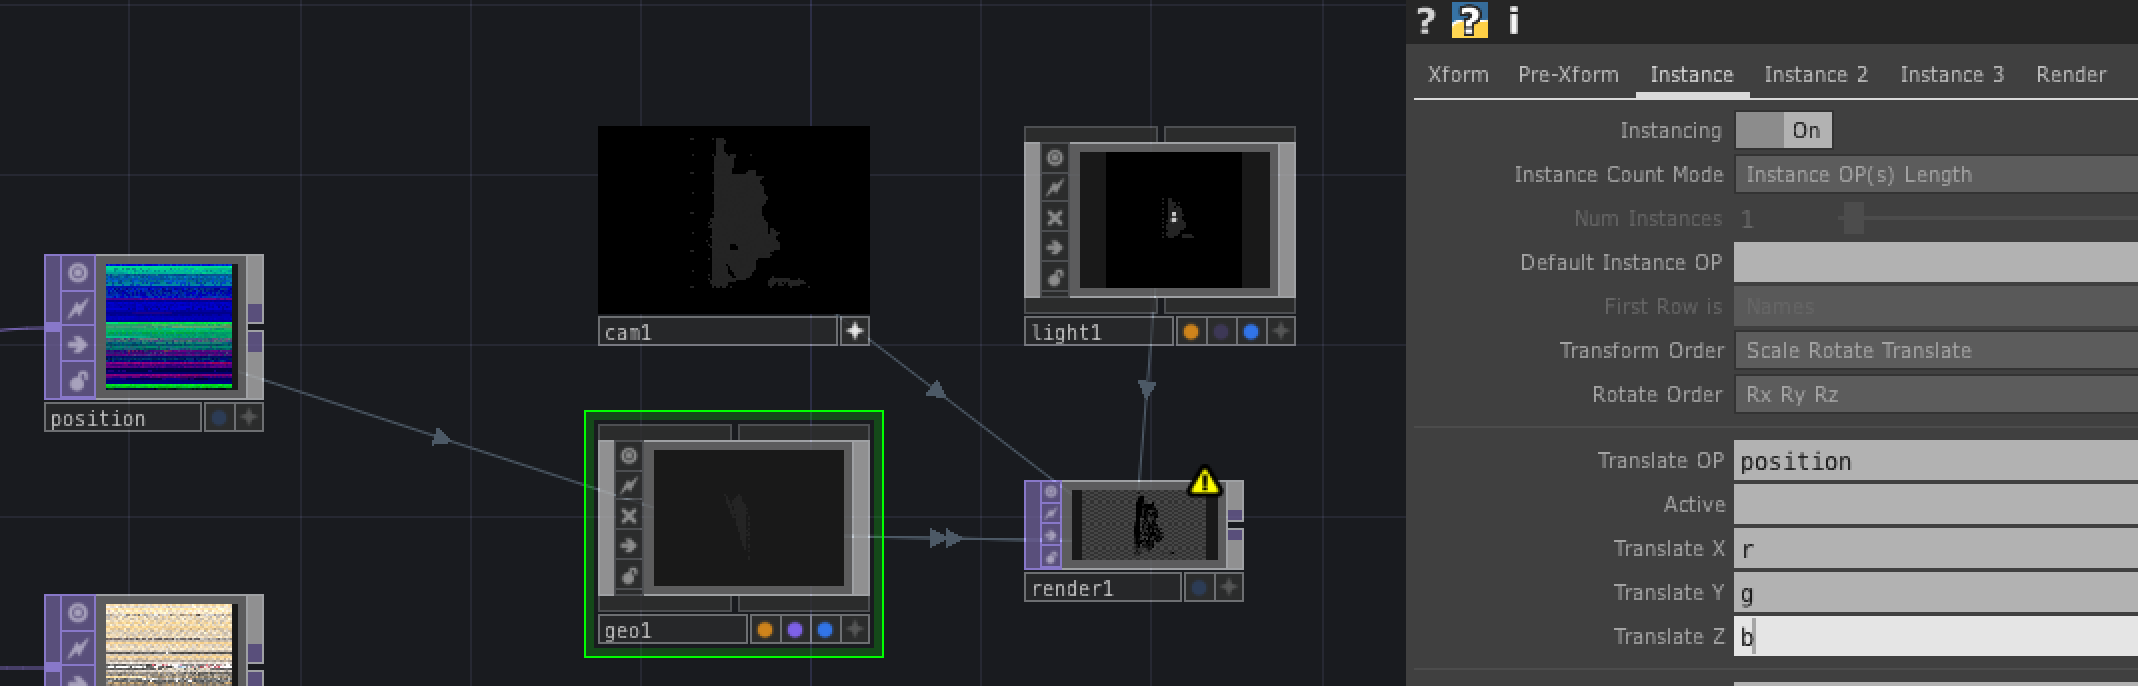 ? ? i
Xform Pre-Xform Instance Instance 2 Instance 3 Render
Instancing On
Instance Count Mode Instance OP(s) Length
Num Instances 1
Default Instance OP
First Row is Names
Transform Order Scale Rotate Translate
Rotate Order Rx Ry Rz
Translate OP position
Active
Translate X r
Translate Y g
Translate Z b
cam1
light1
position
render1
geo1